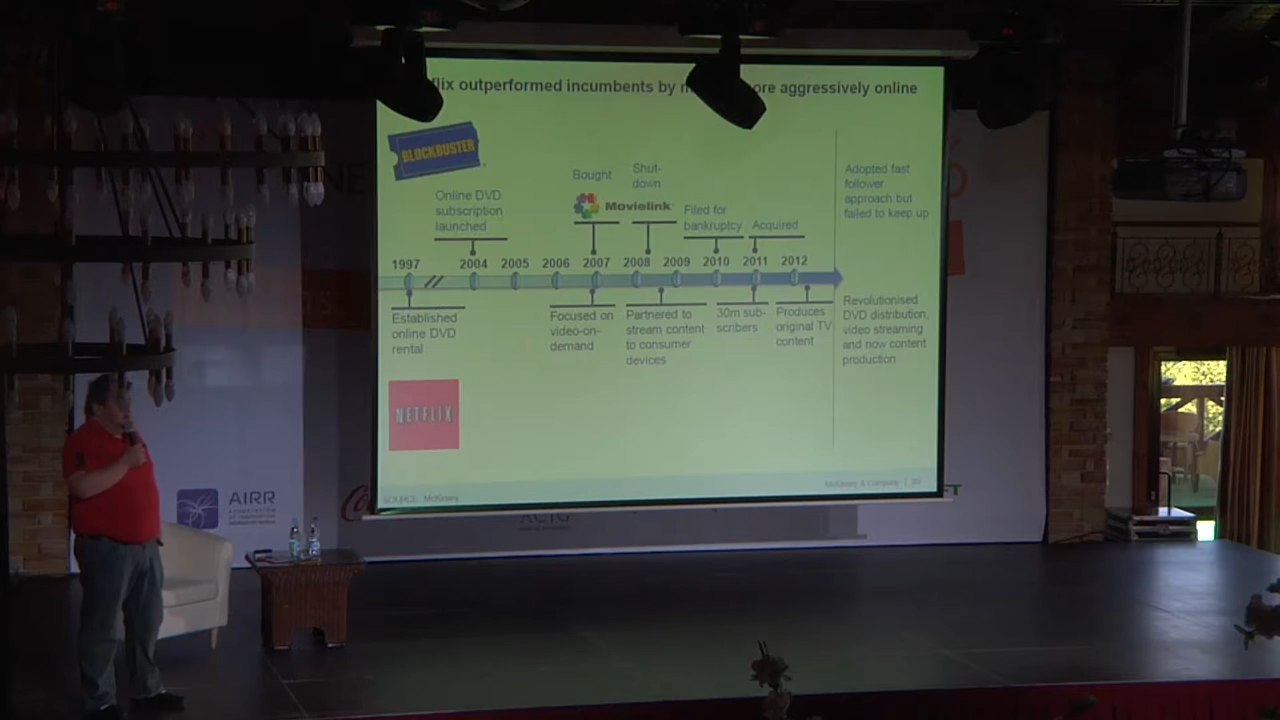 flix outperformed incumbents by m ore aggressively online
BLOCKBUSTER
Online DVD
subscription
launched
Bought
Movielink
Shut-
down
Filed for
bankruptcy
Acquired
Adopted fast
follower
approach but
failed to keep up
1997 2004 2005 2006 2007 2008 2009 2010 2011 2012
Established
online DVD
rental
Focused on
video-on-
demand
Partnered to
stream content
to consumer
devices
30m sub-
scribers
Produces
original TV
content
Revolutionised
DVD distribution,
video streaming
and now content
production
NETFLIX
SOURCE: McKinsey
McKinsey & Company
AIRR